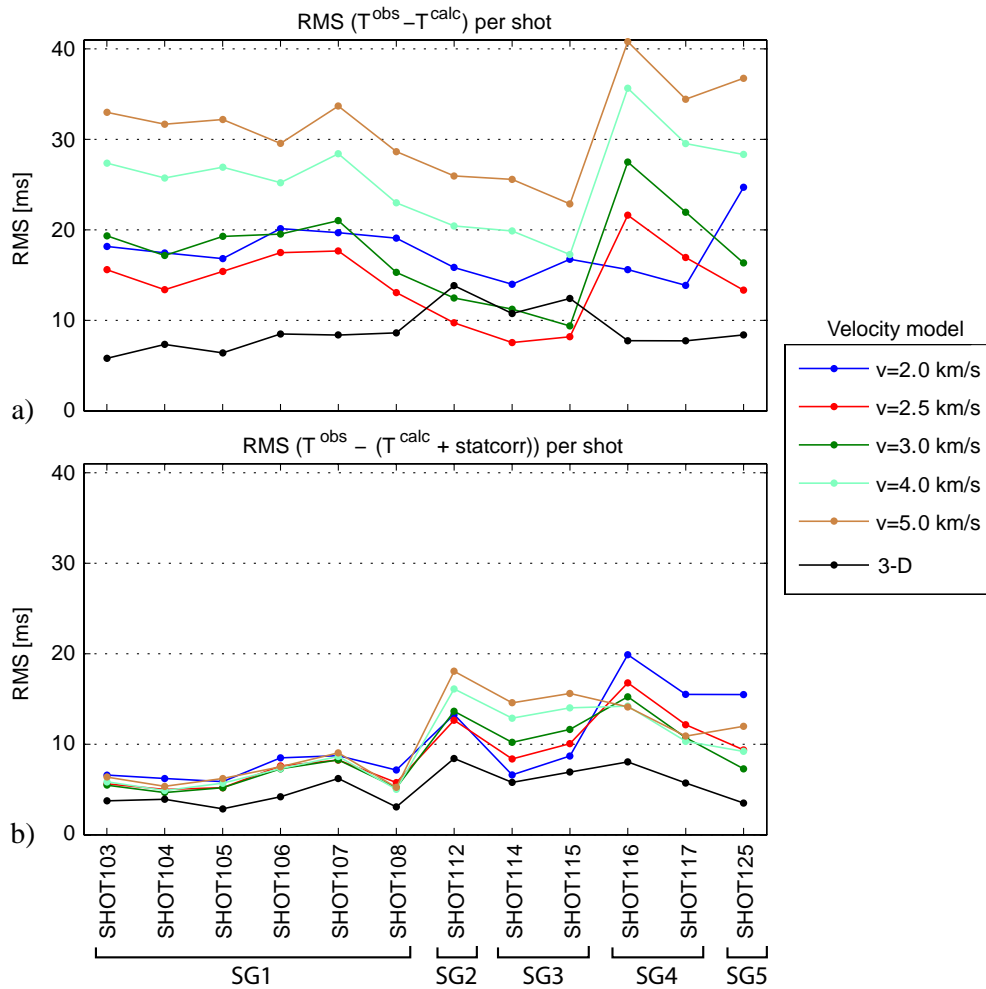 RMS (T^obs –T^calc) per shot
40
30
20
10
0
RMS [ms]
a)
RMS (T^obs – (T^calc + statcorr)) per shot
40
30
20
10
0
RMS [ms]
b)
SHOT103
SHOT104
SHOT105
SHOT106
SHOT107
SHOT108
SHOT112
SHOT114
SHOT115
SHOT116
SHOT117
SHOT125
SG1
SG2
SG3
SG4
SG5
Velocity model
v=2.0 km/s
v=2.5 km/s
v=3.0 km/s
v=4.0 km/s
v=5.0 km/s
3-D